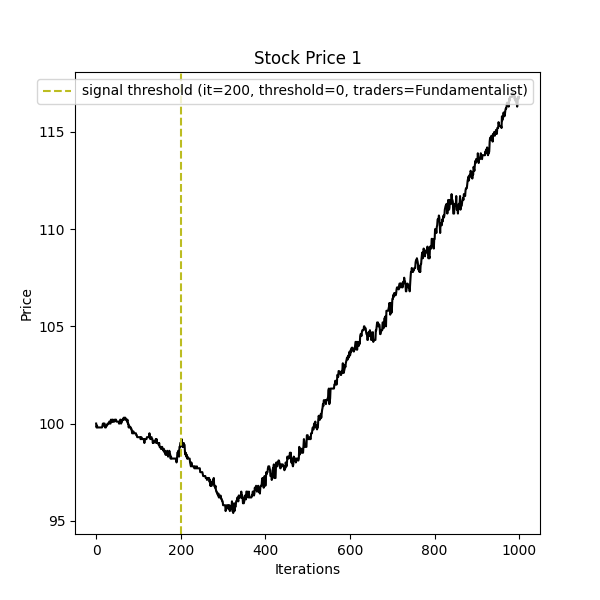 Stock Price 1
signal threshold (it=200, threshold=0, traders=Fundamentalist)
115
110
105
100
95
Price
0 200 400 600 800 1000
Iterations